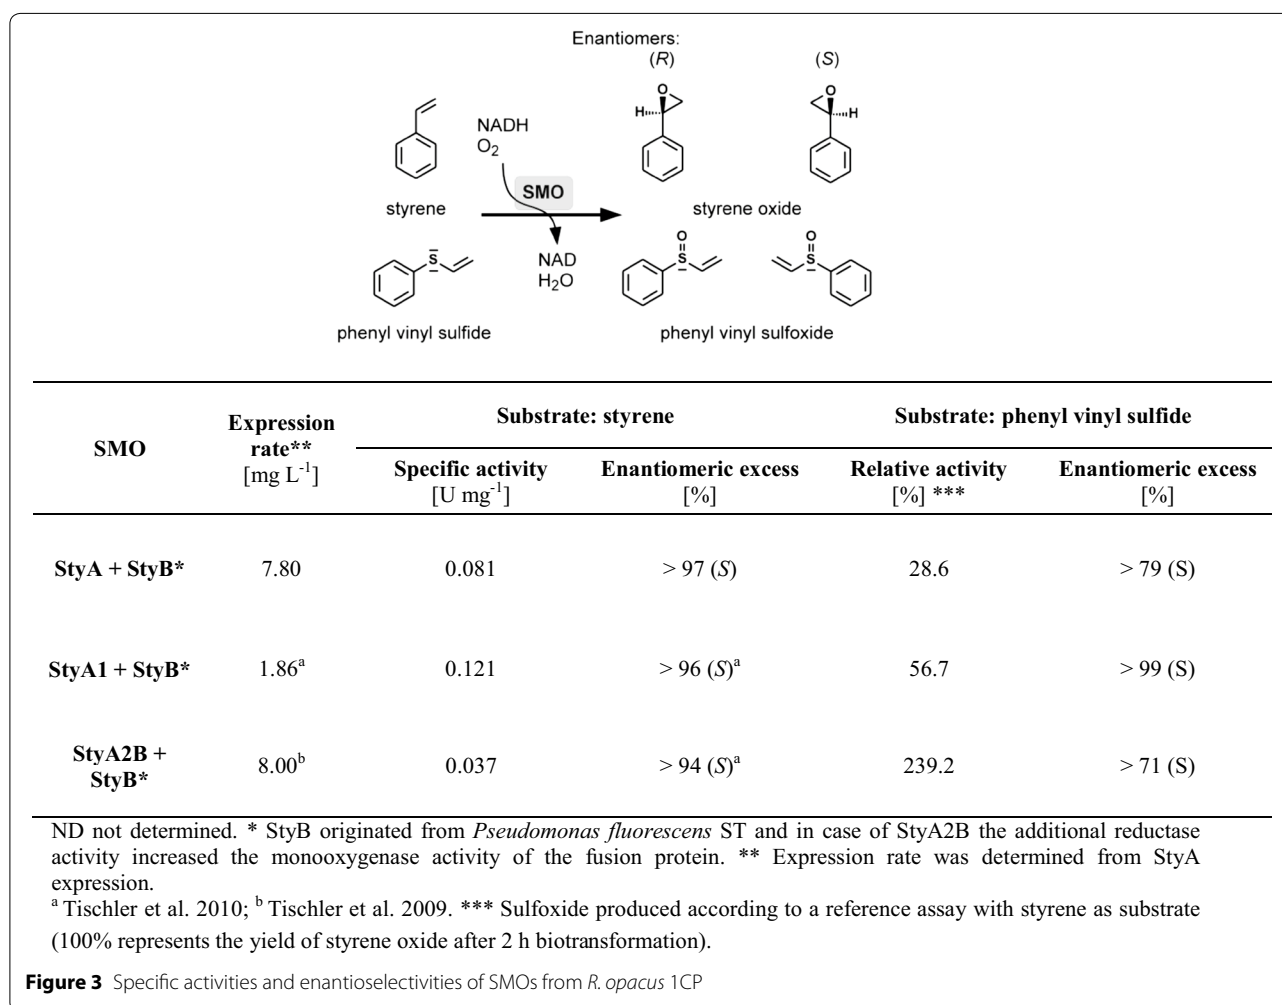 Enantiomers:
(R) (S)
O O
H H
NADH
O2
SMO
styrene styrene oxide
O O
S S S
NAD
H2O
phenyl vinyl sulfide phenyl vinyl sulfoxide
SMO Expression rate** [mg L-1] Substrate: styrene Substrate: phenyl vinyl sulfide
Specific activity [U mg-1] Enantiomeric excess [%] Relative activity [%] *** Enantiomeric excess [%]
StyA + StyB* 7.80 0.081 > 97 (S) 28.6 > 79 (S)
StyA1 + StyB* 1.86a 0.121 > 96 (S)a 56.7 > 99 (S)
StyA2B + StyB* 8.00b 0.037 > 94 (S)a 239.2 > 71 (S)
ND not determined. * StyB originated from Pseudomonas fluorescens ST and in case of StyA2B the additional reductase
activity increased the monooxygenase activity of the fusion protein. ** Expression rate was determined from StyA
expression.
a Tischler et al. 2010; b Tischler et al. 2009. *** Sulfoxide produced according to a reference assay with styrene as substrate
(100% represents the yield of styrene oxide after 2 h biotransformation).
Figure 3 Specific activities and enantioselectivities of SMOs from R. opacus 1CP